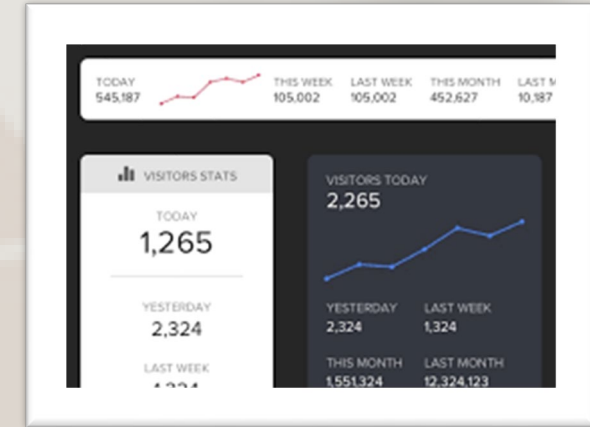 TODAY THIS WEEK LAST WEEK THIS MONTH LAST
545,187 105,002 105,002 452,627 10,187
VISITORS STATS
TODAY
1,265
YESTERDAY
2,324
LAST WEEK
VISITORS TODAY
2,265
YESTERDAY LAST WEEK
2,324 1,324
THIS MONTH LAST MONTH
1,551,324 12,324,123